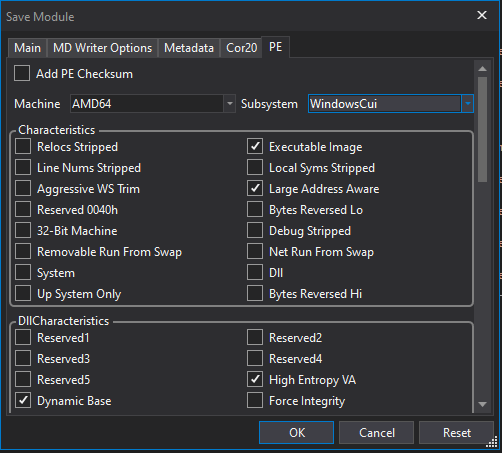 Save Module
Main MD Writer Options Metadata Cor20 PE
Add PE Checksum
Machine AMD64 Subsystem WindowsCui
Characteristics
Relocs Stripped Executable Image
Line Nums Stripped Local Syms Stripped
Aggressive WS Trim Large Address Aware
Reserved 0040h Bytes Reversed Lo
32-Bit Machine Debug Stripped
Removable Run From Swap Net Run From Swap
System Dll
Up System Only Bytes Reversed Hi
DllCharacteristics
Reserved1 Reserved2
Reserved3 Reserved4
Reserved5 High Entropy VA
Dynamic Base Force Integrity
OK Cancel Reset